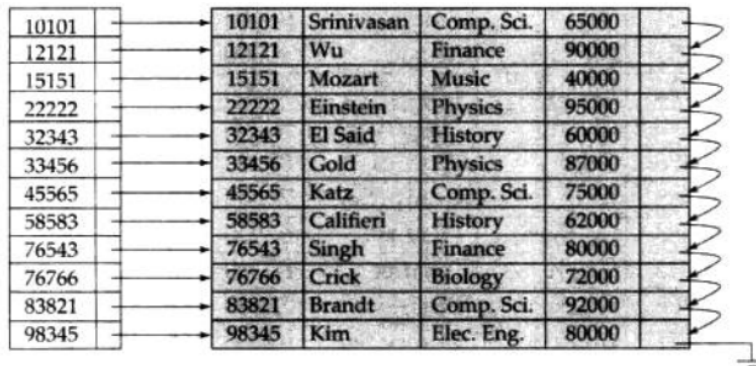 10101 10101 Srinivasan Comp. Sci. 65000
12121 12121 Wu Finance 90000
15151 15151 Mozart Music 40000
22222 22222 Einstein Physics 95000
32343 32343 El Said History 60000
33456 33456 Gold Physics 87000
45565 45565 Katz Comp. Sci. 75000
58583 58583 Califieri History 62000
76543 76543 Singh Finance 80000
76766 76766 Crick Biology 72000
83821 83821 Brandt Comp. Sci. 92000
98345 98345 Kim Elec. Eng. 80000